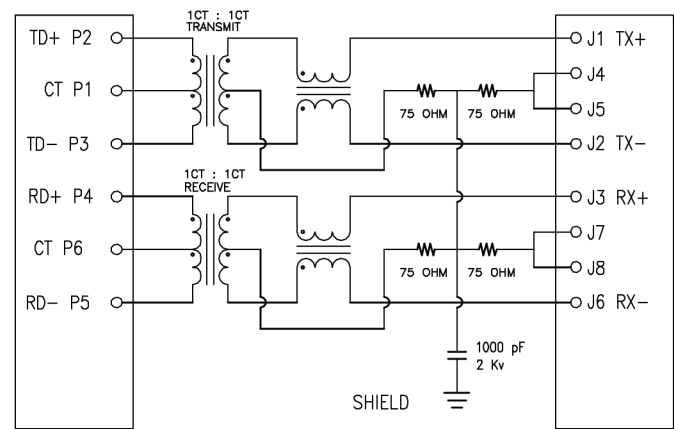 1CT : 1CT
TRANSMIT
TD+ P2
J1 TX+
J4
CT P1
75 OHM
75 OHM
J5
TD- P3
J2 TX-
1CT : 1CT
RECEIVE
RD+ P4
J3 RX+
J7
CT P6
75 OHM
75 OHM
J8
RD- P5
J6 RX-
1000 pF
2 Kv
SHIELD